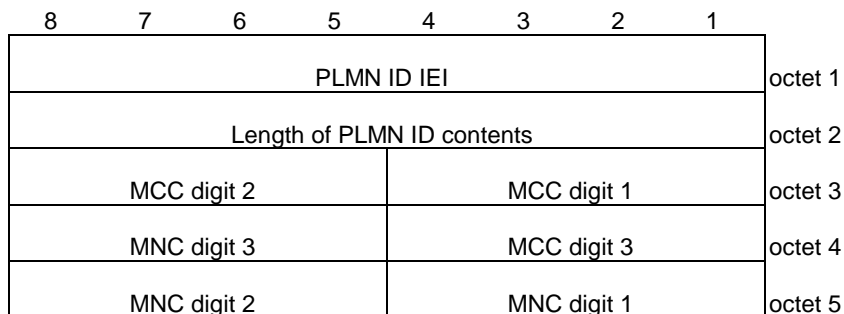 8 7 6 5 4 3 2 1
PLMN ID IEI octet 1
Length of PLMN ID contents octet 2
MCC digit 2 MCC digit 1 octet 3
MNC digit 3 MCC digit 3 octet 4
MNC digit 2 MNC digit 1 octet 5